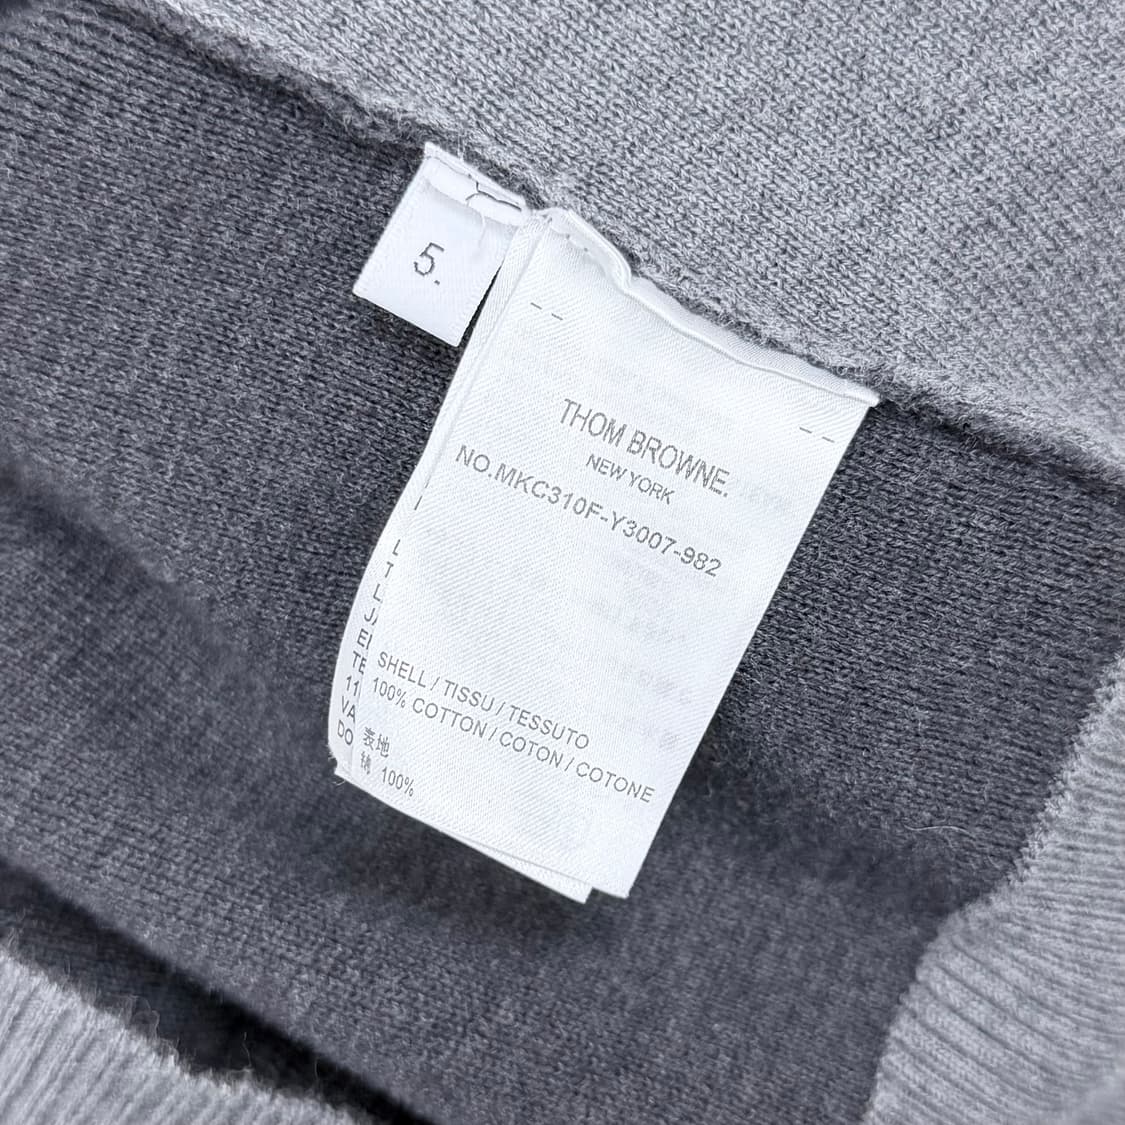 5.
THOM BROWNE.
NEW YORK
NO.MKC310F-Y3007-982
SHELL / TISSU / TESSUTO
100% COTTON / COTON / COTONE
表地
綿 100%